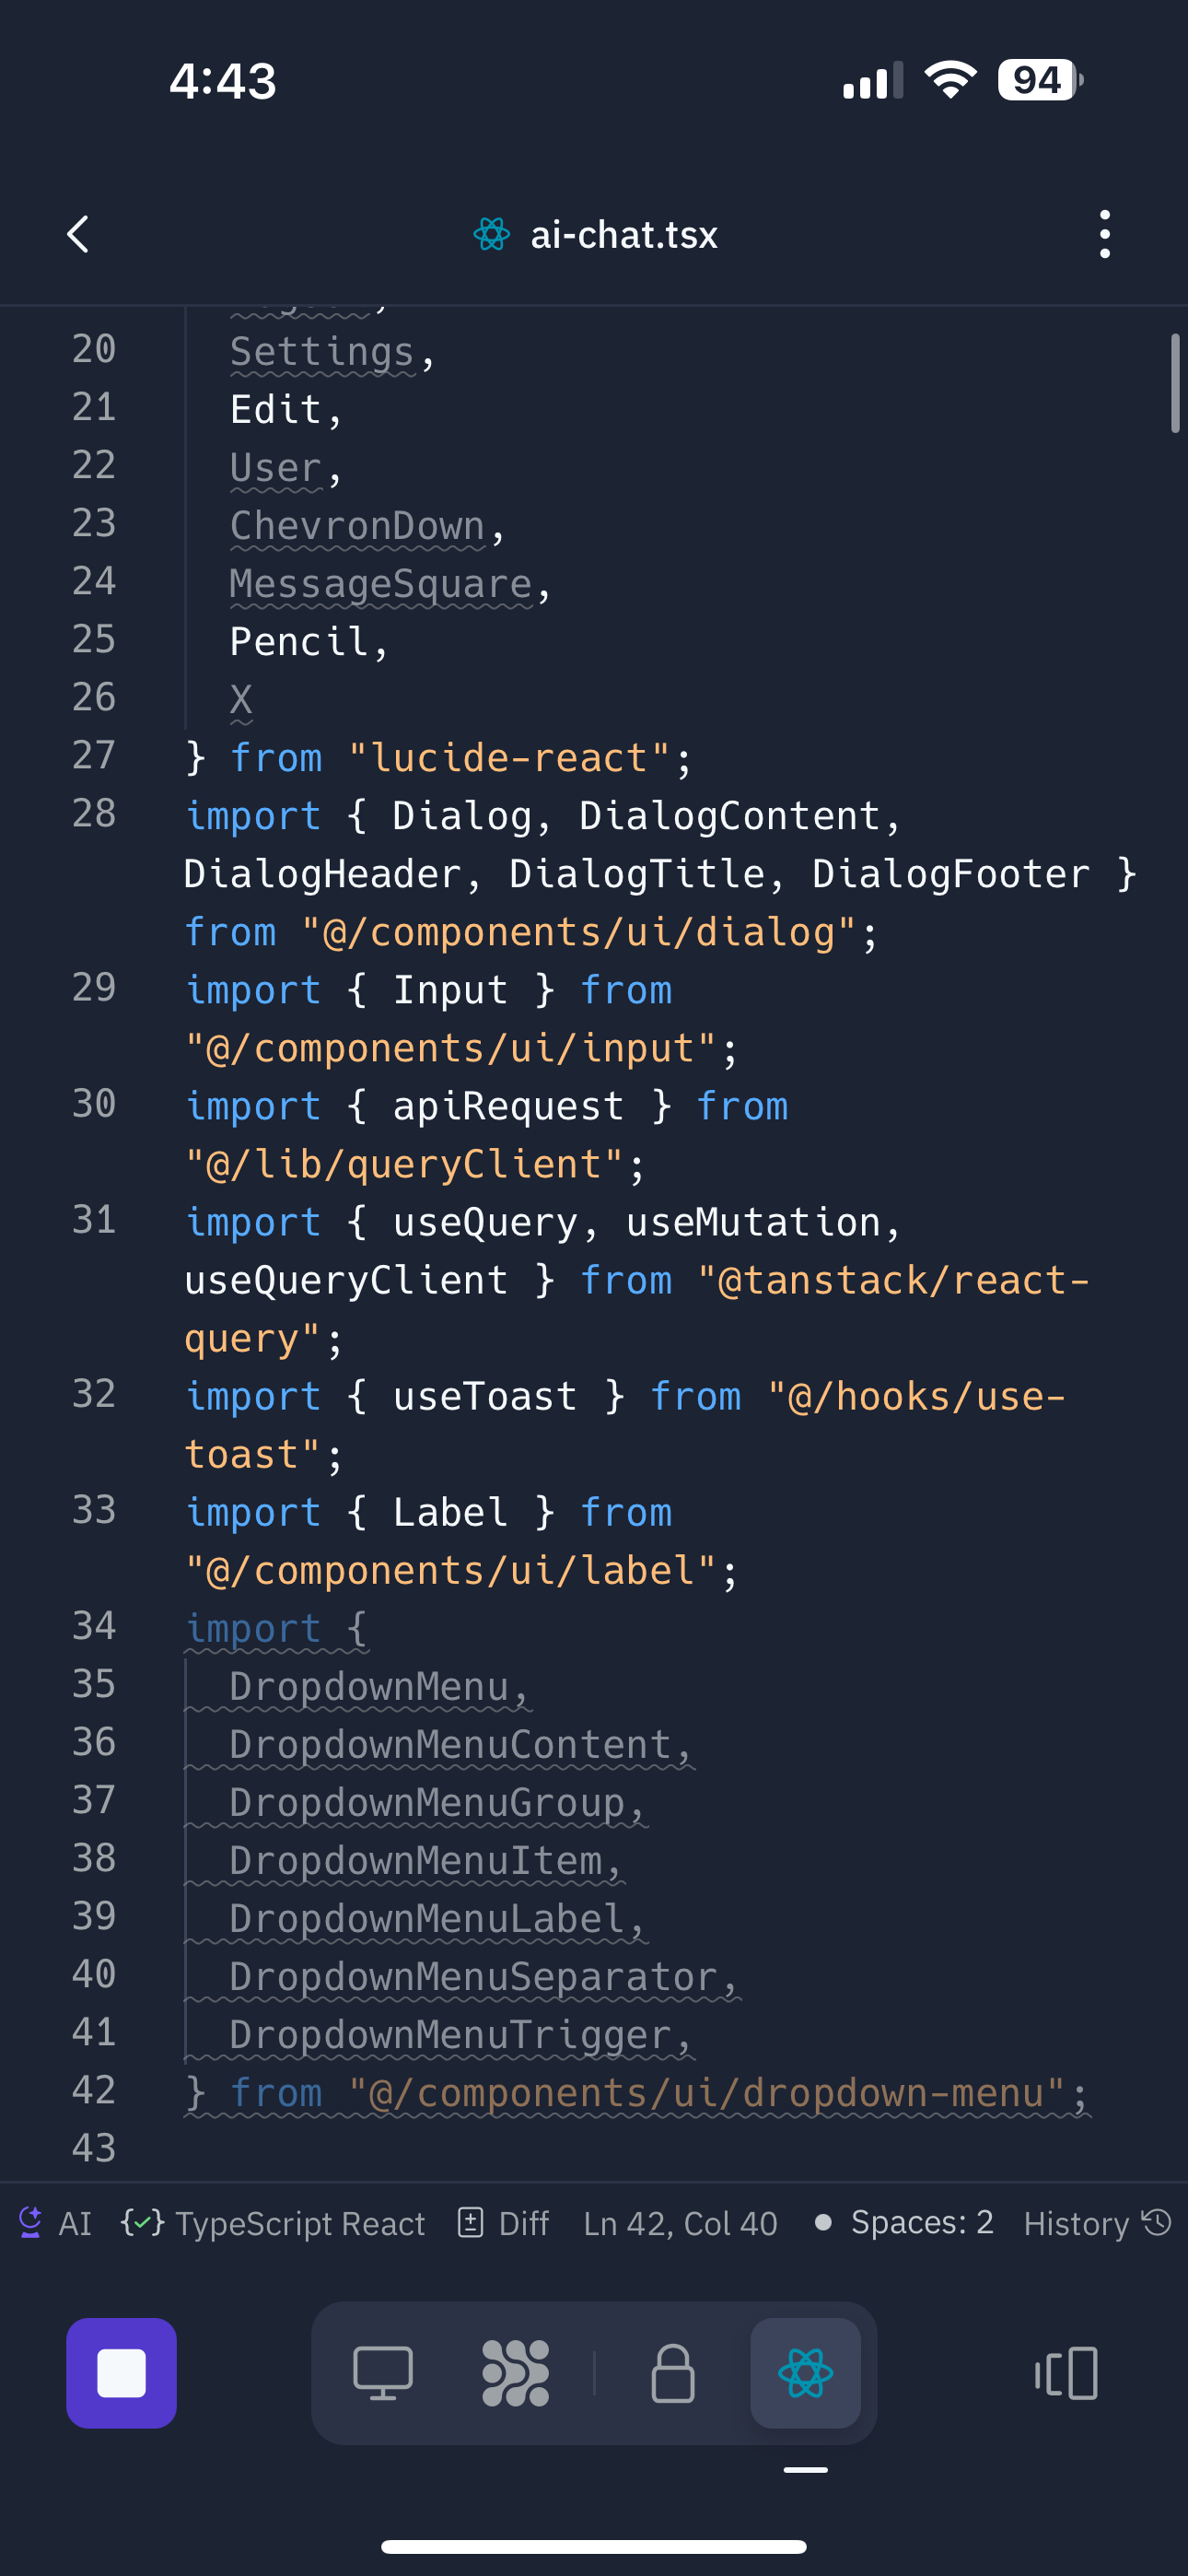 4:43
94
ai-chat.tsx
20 Settings,
21 Edit,
22 User,
23 ChevronDown,
24 MessageSquare,
25 Pencil,
26 X
27 } from "lucide-react";
28 import { Dialog, DialogContent,
DialogHeader, DialogTitle, DialogFooter }
from "@/components/ui/dialog";
29 import { Input } from
"@/components/ui/input";
30 import { apiRequest } from
"@/lib/queryClient";
31 import { useQuery, useMutation,
useQueryClient } from "@tanstack/react-
query";
32 import { useToast } from "@/hooks/use-
toast";
33 import { Label } from
"@/components/ui/label";
34 import {
35 DropdownMenu,
36 DropdownMenuContent,
37 DropdownMenuGroup,
38 DropdownMenuItem,
39 DropdownMenuLabel,
40 DropdownMenuSeparator,
41 DropdownMenuTrigger,
42 } from "@/components/ui/dropdown-menu";
43
AI {✓} TypeScript React Diff Ln 42, Col 40 Spaces: 2 History